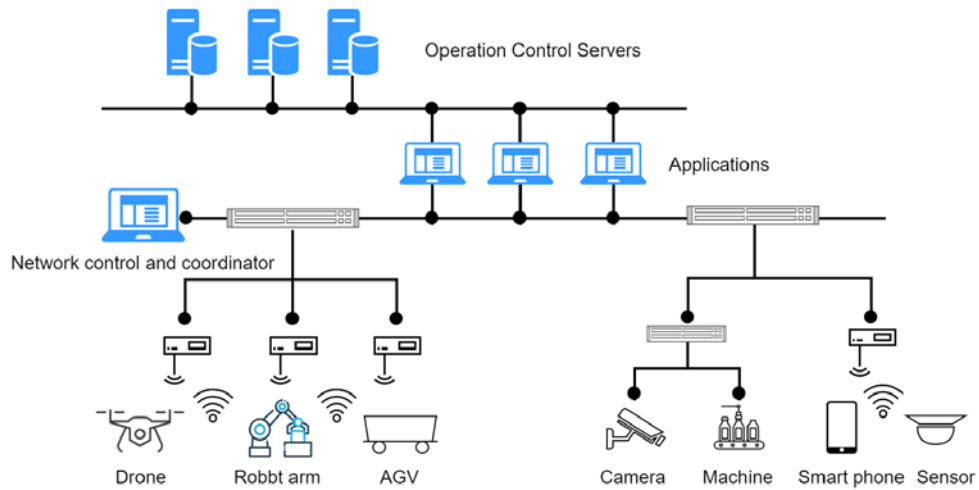 Operation Control Servers
Applications
Network control and coordinator
Drone
Robbt arm
AGV
Camera
Machine
Smart phone
Sensor